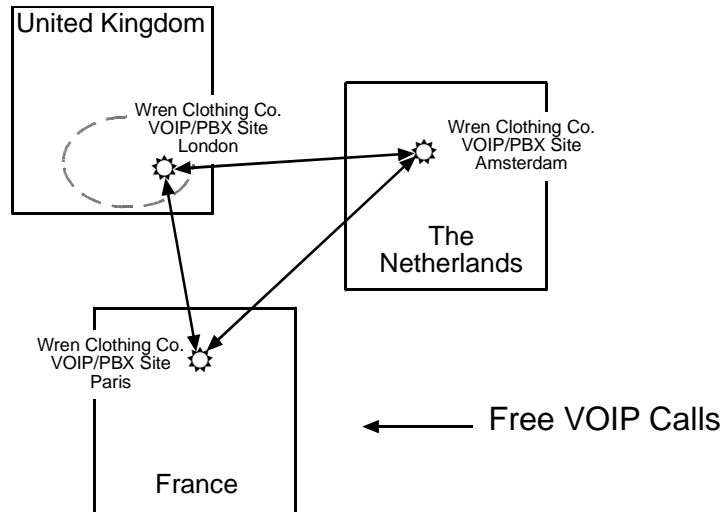 United Kingdom
Wren Clothing Co.
VOIP/PBX Site
London
Wren Clothing Co.
VOIP/PBX Site
Amsterdam
The
Netherlands
Wren Clothing Co.
VOIP/PBX Site
Paris
Free VOIP Calls
France